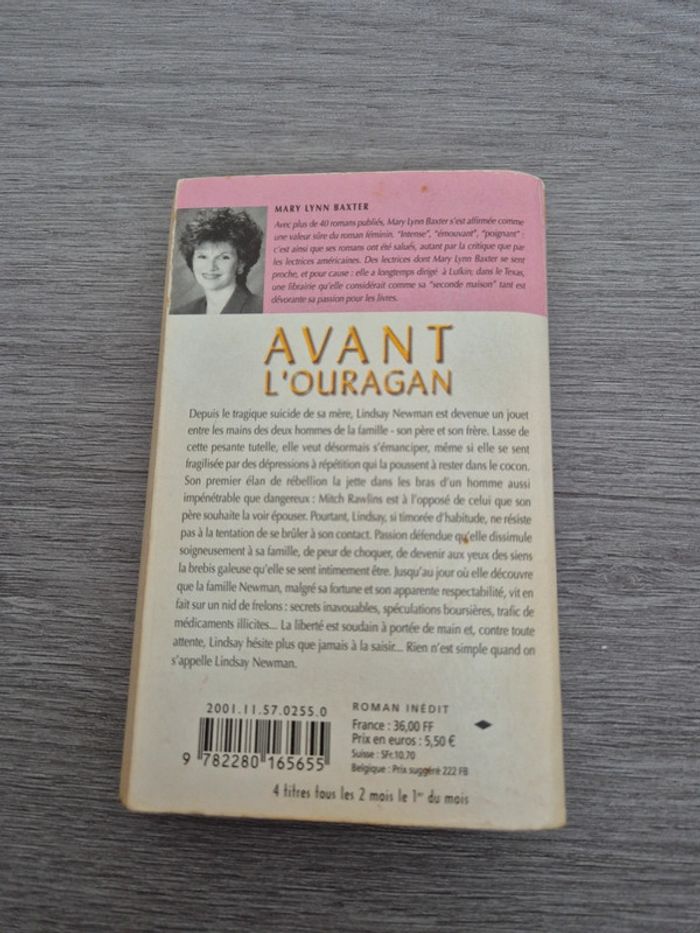 MARY LYNN BAXTER
Avec plus de 40 romans publiés, Mary Lynn Baxter s'est affirmée comme
une valeur sûre du roman féminin. "Intense", "émouvant", "poignant" :
c'est ainsi que ses romans ont été salués, autant par la critique que par
les lectrices américaines. Des lectrices dont Mary Lynn Baxter se sent
proche, et pour cause : elle a longtemps dirigé à Lufkin, dans le Texas,
une librairie qu'elle considérait comme sa "seconde maison" tant est
dévorante sa passion pour les livres.
AVANT
L'OURAGAN
Depuis le tragique suicide de sa mère, Lindsay Newman est devenue un jouet
entre les mains des deux hommes de la famille - son père et son frère. Lasse de
cette pesante tutelle, elle veut désormais s'émanciper, même si elle se sent
fragilisée par des dépressions à répétition qui la poussent à rester dans le cocon.
Son premier élan de rébellion la jette dans les bras d'un homme aussi
impénétrable que dangereux : Mitch Rawlins est à l'opposé de celui que son
père souhaite la voir épouser. Pourtant, Lindsay, si timorée d'habitude, ne résiste
pas à la tentation de se brûler à son contact. Passion défendue qu'elle dissimule
soigneusement à sa famille, de peur de choquer, de devenir aux yeux des siens
la brebis galeuse qu'elle se sent intimement être. Jusqu'au jour où elle découvre
que la famille Newman, malgré sa fortune et son apparente respectabilité, vit en
fait sur un nid de frelons : secrets inavouables, spéculations boursières, trafic de
médicaments illicites... La liberté est soudain à portée de main et, contre toute
attente, Lindsay hésite plus que jamais à la saisir... Rien n'est simple quand on
s'appelle Lindsay Newman.
2001.11.57.0255.0
9 782280 165655
ROMAN INÉDIT
France : 36,00 FF
Prix en euros : 5,50 €
Suisse : SFr.10.70
Belgique : Prix suggéré 222 FB
4 titres tous les 2 mois le 1er du mois